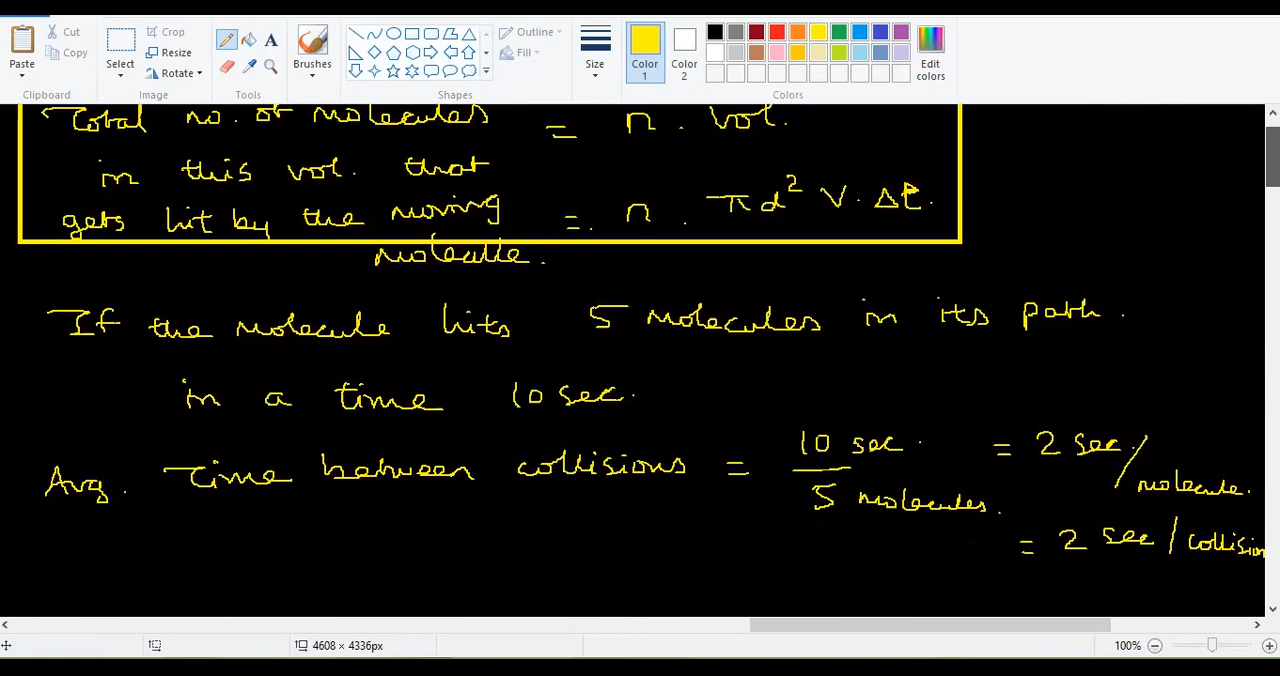 Cut
Copy
Paste
Clipboard
Select
Crop
Resize
Rotate
Image
A
Tools
Brushes
Outline
Fill
Shapes
Size
Color
1
Color
2
Edit
colors
Colors
Total no. of molecules = n . vol.
in this vol. that
gets hit by the moving = . n . πd² V. Δt.
molecule.
If the molecule hits 5 molecules in its path.
in a time 10 sec.
Avg. Time between collisions = 10 sec. / 5 molecules. = 2 sec. / molecule.
= 2 sec / collision
4608 × 4336px
100%